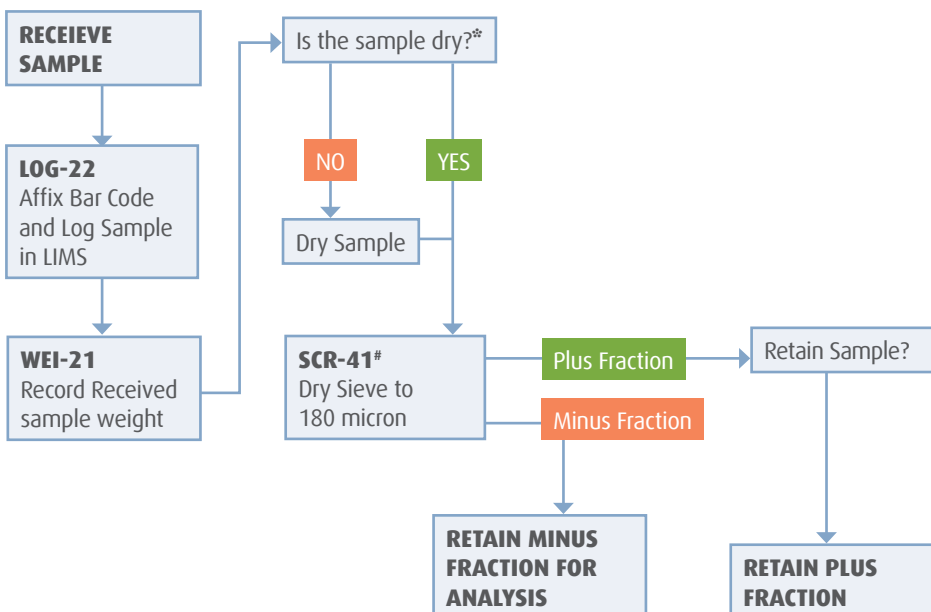 RECEIEVE
SAMPLE
LOG-22
Affix Bar Code
and Log Sample
in LIMS
WEI-21
Record Received
sample weight
Is the sample dry?*
NO
YES
Dry Sample
SCR-41#
Dry Sieve to
180 micron
Plus Fraction
Minus Fraction
Retain Sample?
RETAIN MINUS
FRACTION FOR
ANALYSIS
RETAIN PLUS
FRACTION